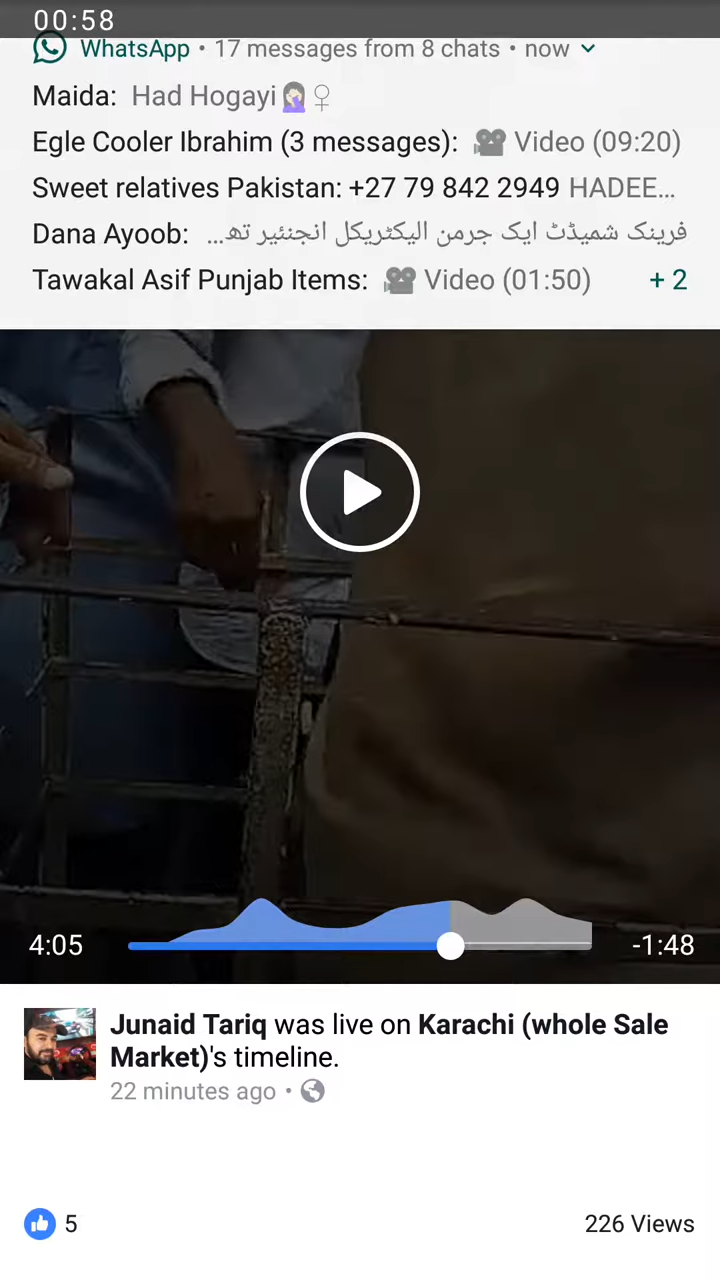 00:58
WhatsApp • 17 messages from 8 chats • now
Maida: Had Hogayi🤦🏻♀
Egle Cooler Ibrahim (3 messages): 🎥 Video (09:20)
Sweet relatives Pakistan: +27 79 842 2949 HADEE...
Dana Ayoob: فرینک شمیڈٹ ایک جرمن الیکٹریکل انجنئیر تھ...
Tawakal Asif Punjab Items: 🎥 Video (01:50) + 2
4:05 -1:48
Junaid Tariq was live on Karachi (whole Sale
Market)'s timeline.
22 minutes ago •
5 226 Views